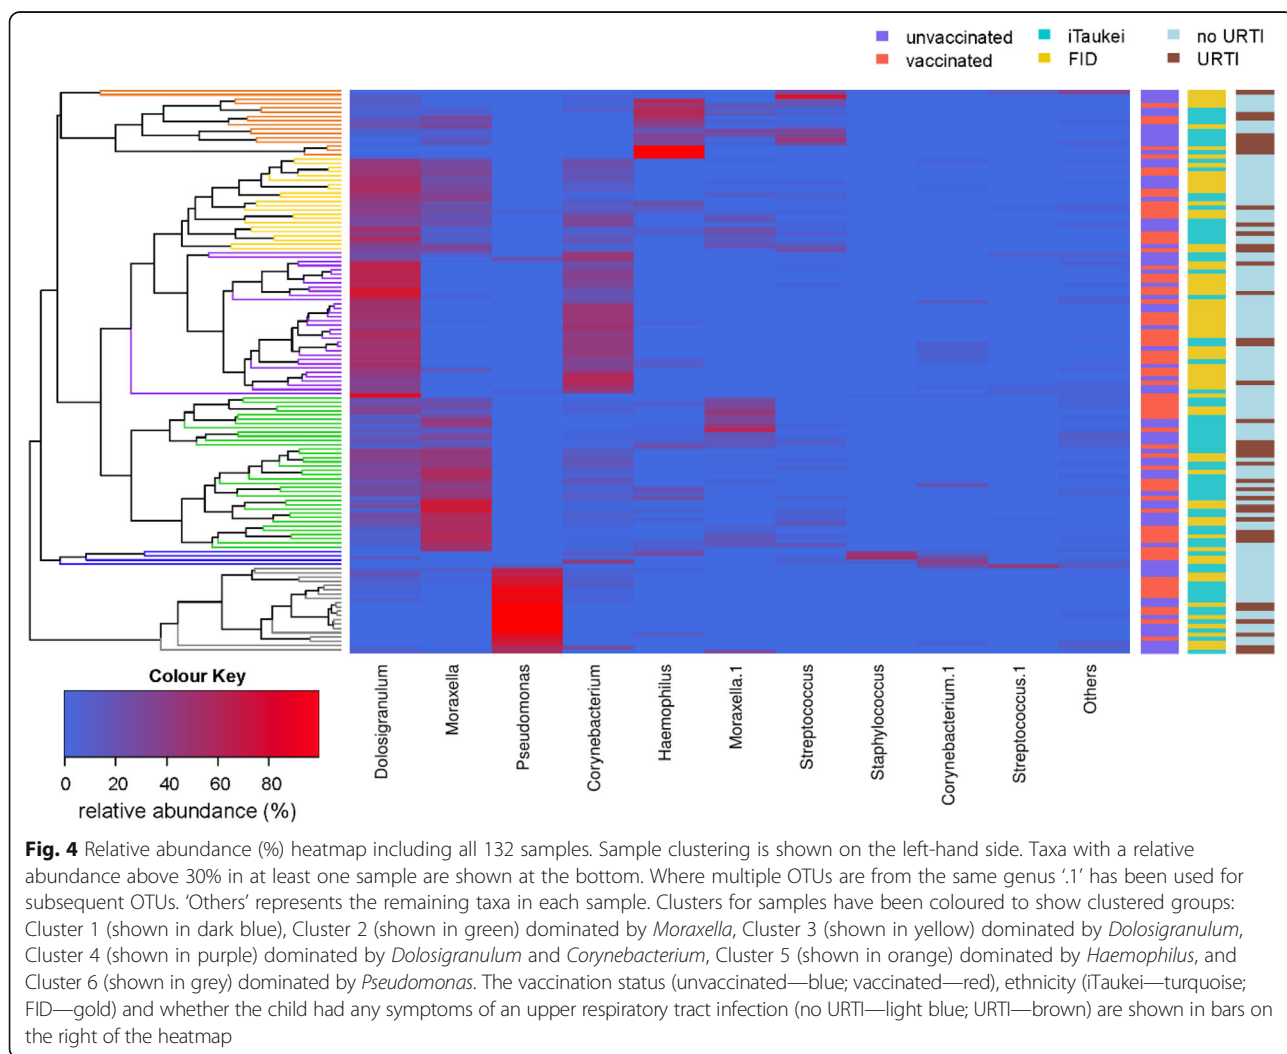 unvaccinated iTaukei no URTI
vaccinated FID URTI
Colour Key
0 20 40 60 80
relative abundance (%)
Dolosigranulum
Moraxella
Pseudomonas
Corynebacterium
Haemophilus
Moraxella.1
Streptococcus
Staphylococcus
Corynebacterium.1
Streptococcus.1
Others
Fig. 4 Relative abundance (%) heatmap including all 132 samples. Sample clustering is shown on the left-hand side. Taxa with a relative
abundance above 30% in at least one sample are shown at the bottom. Where multiple OTUs are from the same genus ‘.1’ has been used for
subsequent OTUs. ‘Others’ represents the remaining taxa in each sample. Clusters for samples have been coloured to show clustered groups:
Cluster 1 (shown in dark blue), Cluster 2 (shown in green) dominated by Moraxella, Cluster 3 (shown in yellow) dominated by Dolosigranulum,
Cluster 4 (shown in purple) dominated by Dolosigranulum and Corynebacterium, Cluster 5 (shown in orange) dominated by Haemophilus, and
Cluster 6 (shown in grey) dominated by Pseudomonas. The vaccination status (unvaccinated—blue; vaccinated—red), ethnicity (iTaukei—turquoise;
FID—gold) and whether the child had any symptoms of an upper respiratory tract infection (no URTI—light blue; URTI—brown) are shown in bars on
the right of the heatmap